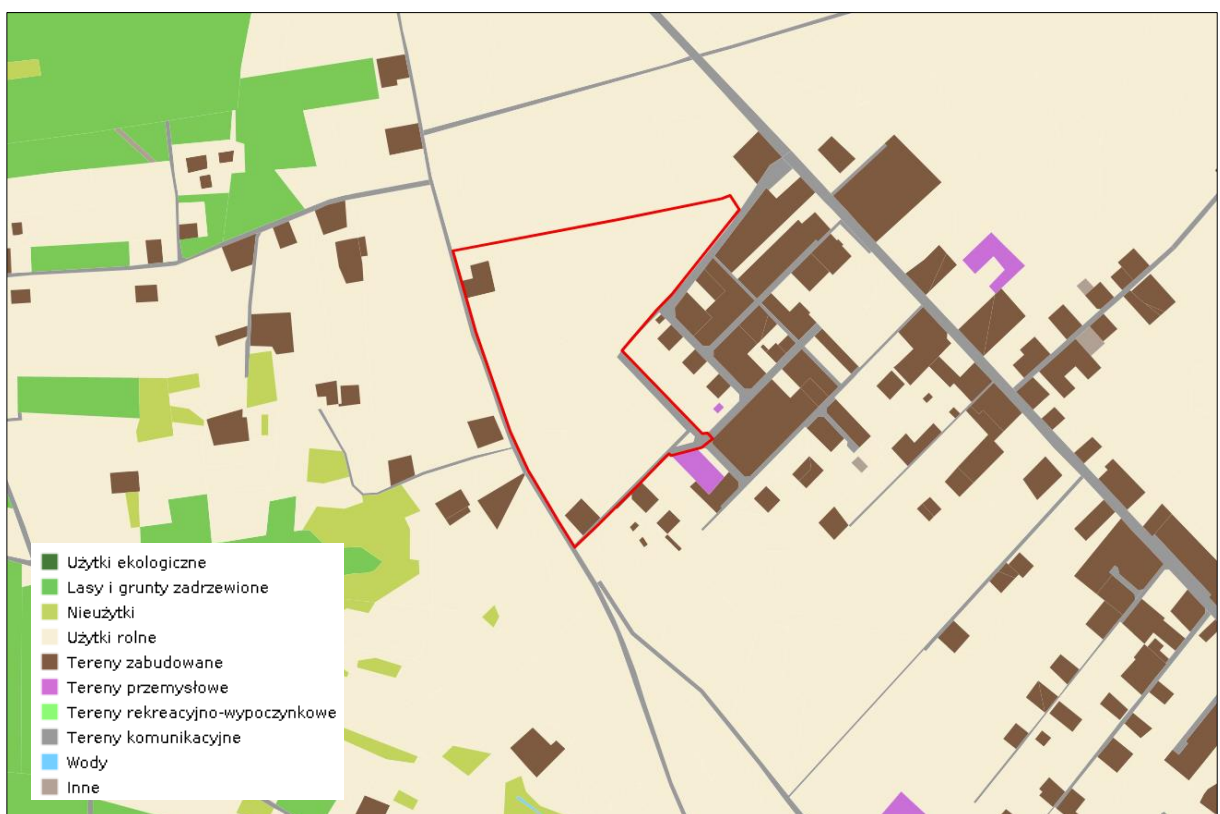 Użytki ekologiczne
Lasy i grunty zadrzewione
Nieużytki
Użytki rolne
Tereny zabudowane
Tereny przemysłowe
Tereny rekreacyjno-wypoczynkowe
Tereny komunikacyjne
Wody
Inne